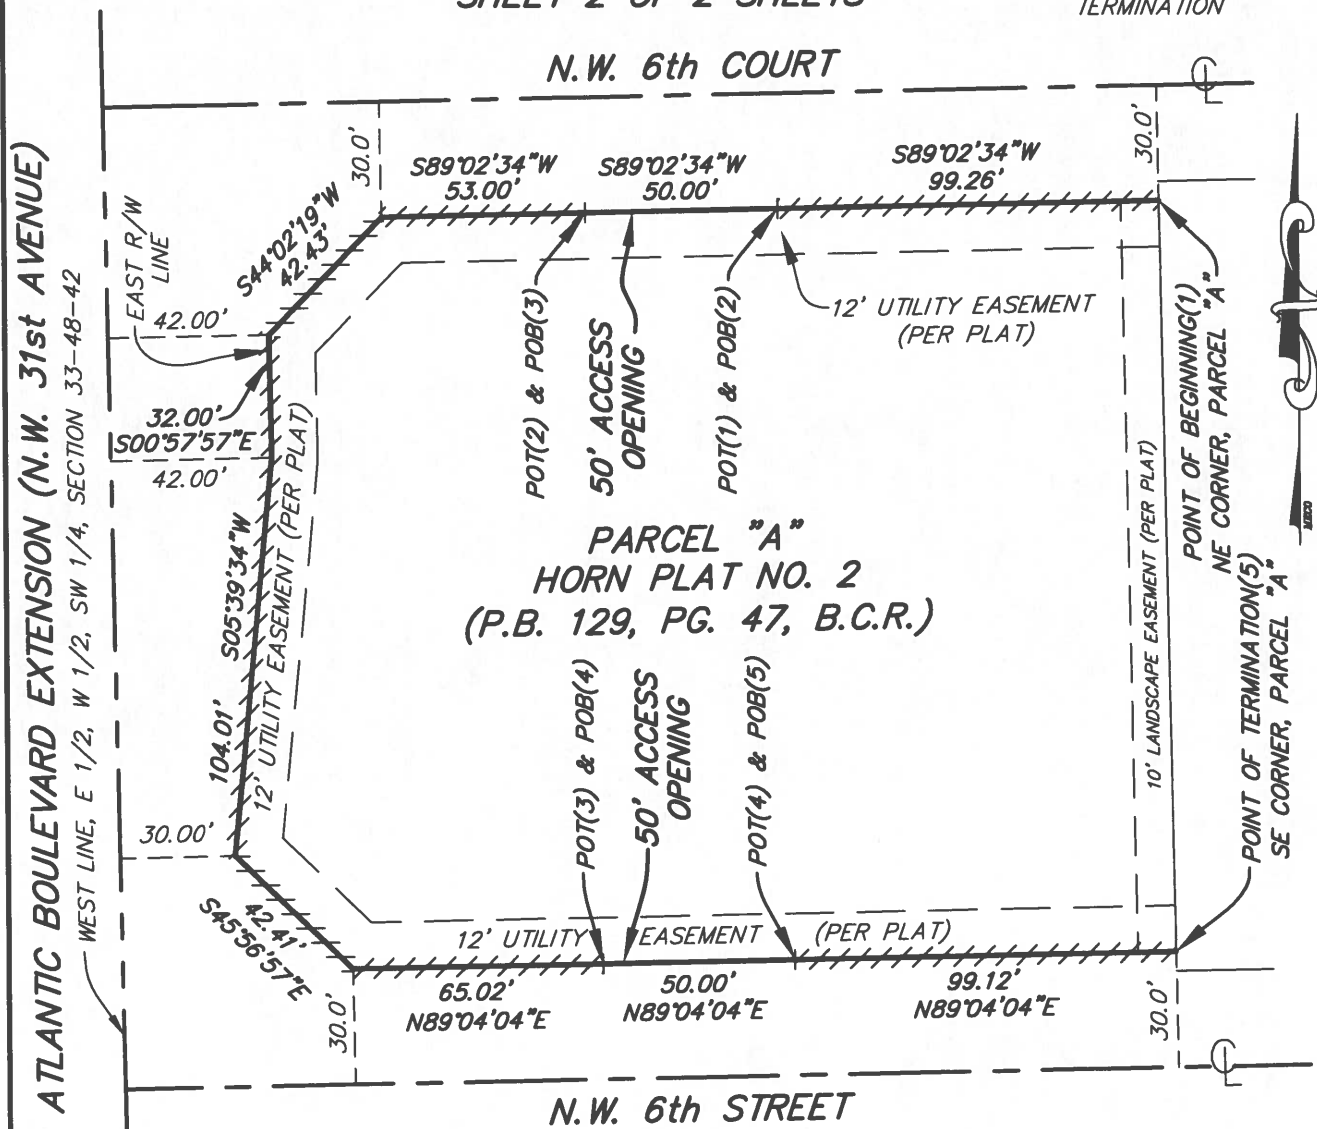 SHEET 2 OF 2 SHEETS
TERMINATION
N.W. 6th COURT
30.0'
30.0'
S89°02'34"W
53.00'
S89°02'34"W
50.00'
S89°02'34"W
99.26'
S44°02'19"W
42.43'
EAST R/W
LINE
42.00'
32.00'
S00°57'57"E
42.00'
S05°39'34"W
104.01'
12' UTILITY EASEMENT (PER PLAT)
30.00'
S45°56'57"E
42.41'
ATLANTIC BOULEVARD EXTENSION (N.W. 31st AVENUE)
WEST LINE, E 1/2, W 1/2, SW 1/4, SECTION 33-48-42
POT(2) & POB(3)
50' ACCESS
OPENING
POT(1) & POB(2)
12' UTILITY EASEMENT
(PER PLAT)
POINT OF BEGINNING(1)
NE CORNER, PARCEL "A"
PARCEL "A"
HORN PLAT NO. 2
(P.B. 129, PG. 47, B.C.R.)
10' LANDSCAPE EASEMENT (PER PLAT)
POT(3) & POB(4)
50' ACCESS
OPENING
POT(4) & POB(5)
POINT OF TERMINATION(5)
SE CORNER, PARCEL "A"
12' UTILITY EASEMENT (PER PLAT)
65.02'
N89°04'04"E
50.00'
N89°04'04"E
99.12'
N89°04'04"E
30.0'
30.0'
N.W. 6th STREET